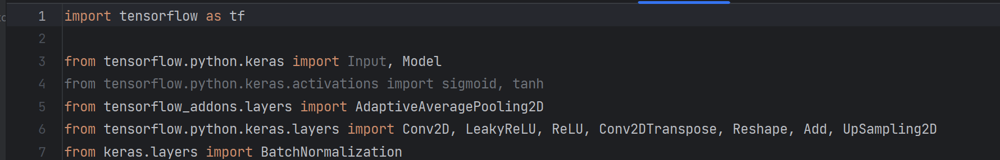 1 import tensorflow as tf
2
3 from tensorflow.python.keras import Input, Model
4 from tensorflow.python.keras.activations import sigmoid, tanh
5 from tensorflow_addons.layers import AdaptiveAveragePooling2D
6 from tensorflow.python.keras.layers import Conv2D, LeakyReLU, ReLU, Conv2DTranspose, Reshape, Add, UpSampling2D
7 from keras.layers import BatchNormalization